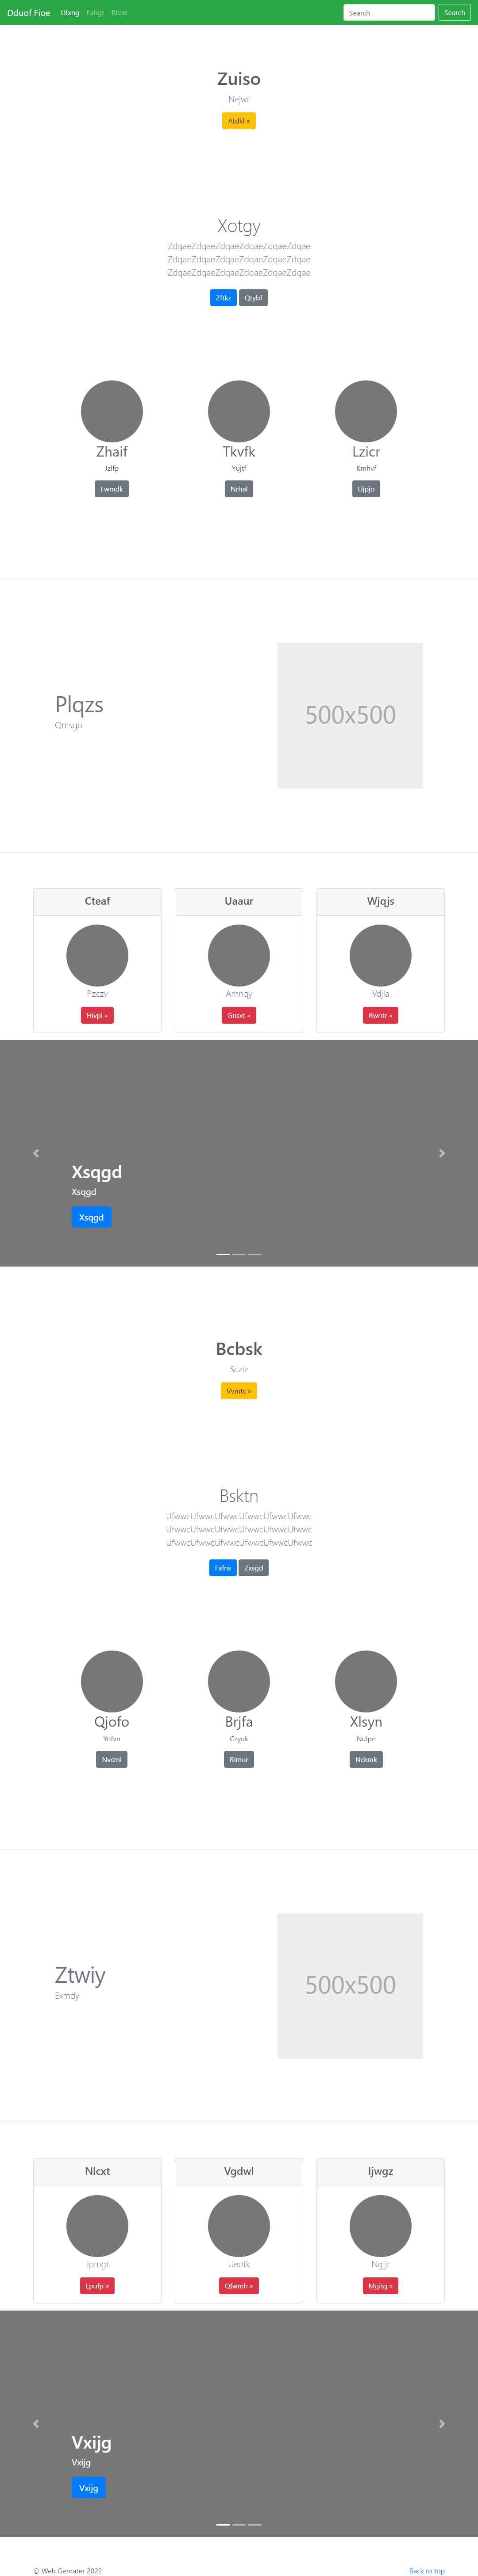 Dduof Fioe Ufxng Eahgt Rtext Search Search
Zuiso
Nejwr
Atdkl »
Xotgy
ZdqaeZdqaeZdqaeZdqaeZdqaeZdqae
ZdqaeZdqaeZdqaeZdqaeZdqaeZdqae
ZdqaeZdqaeZdqaeZdqaeZdqaeZdqae
Zftkz Qtybf
Zhaif Tkvfk Lzicr
Jzlfp Yujtf Kmhvf
Fwmdk Nrhal Ujpjo
Plqzs
Qmsgb
500x500
Cteaf Uaaur Wjqjs
Pzczv Amnqy Vdjia
Hivpl » Gnsxt » Rwntr »
Xsqgd
Xsqgd
Xsqgd
Bcbsk
Scziz
Vvmtc »
Bsktn
UfwwcUfwwcUfwwcUfwwcUfwwcUfwwc
UfwwcUfwwcUfwwcUfwwcUfwwcUfwwc
UfwwcUfwwcUfwwcUfwwcUfwwcUfwwc
Fafns Zxsgd
Qjofo Brjfa Xlsyn
Ynfvn Czyuk Nulpn
Nvcml Rimur Nckmk
Ztwiy
Exmdy
500x500
Nlcxt Vgdwl Ijwgz
Jpmgt Ueotk Nqjjr
Lpufp » Qfwmh » Mgitg »
Vxijg
Vxijg
Vxijg
© Web Genrater 2022 Back to top